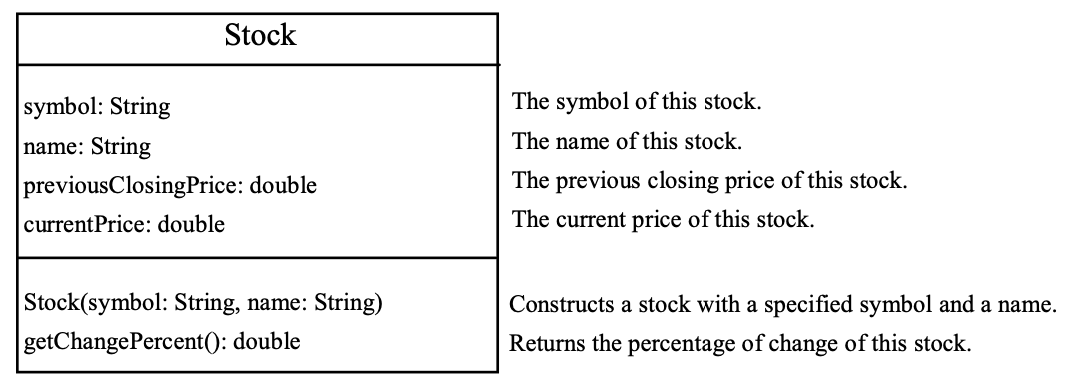 Stock
symbol: String
The symbol of this stock.
name: String
The name of this stock.
previousClosingPrice: double
The previous closing price of this stock.
currentPrice: double
The current price of this stock.
Stock(symbol: String, name: String)
Constructs a stock with a specified symbol and a name.
getChangePercent(): double
Returns the percentage of change of this stock.